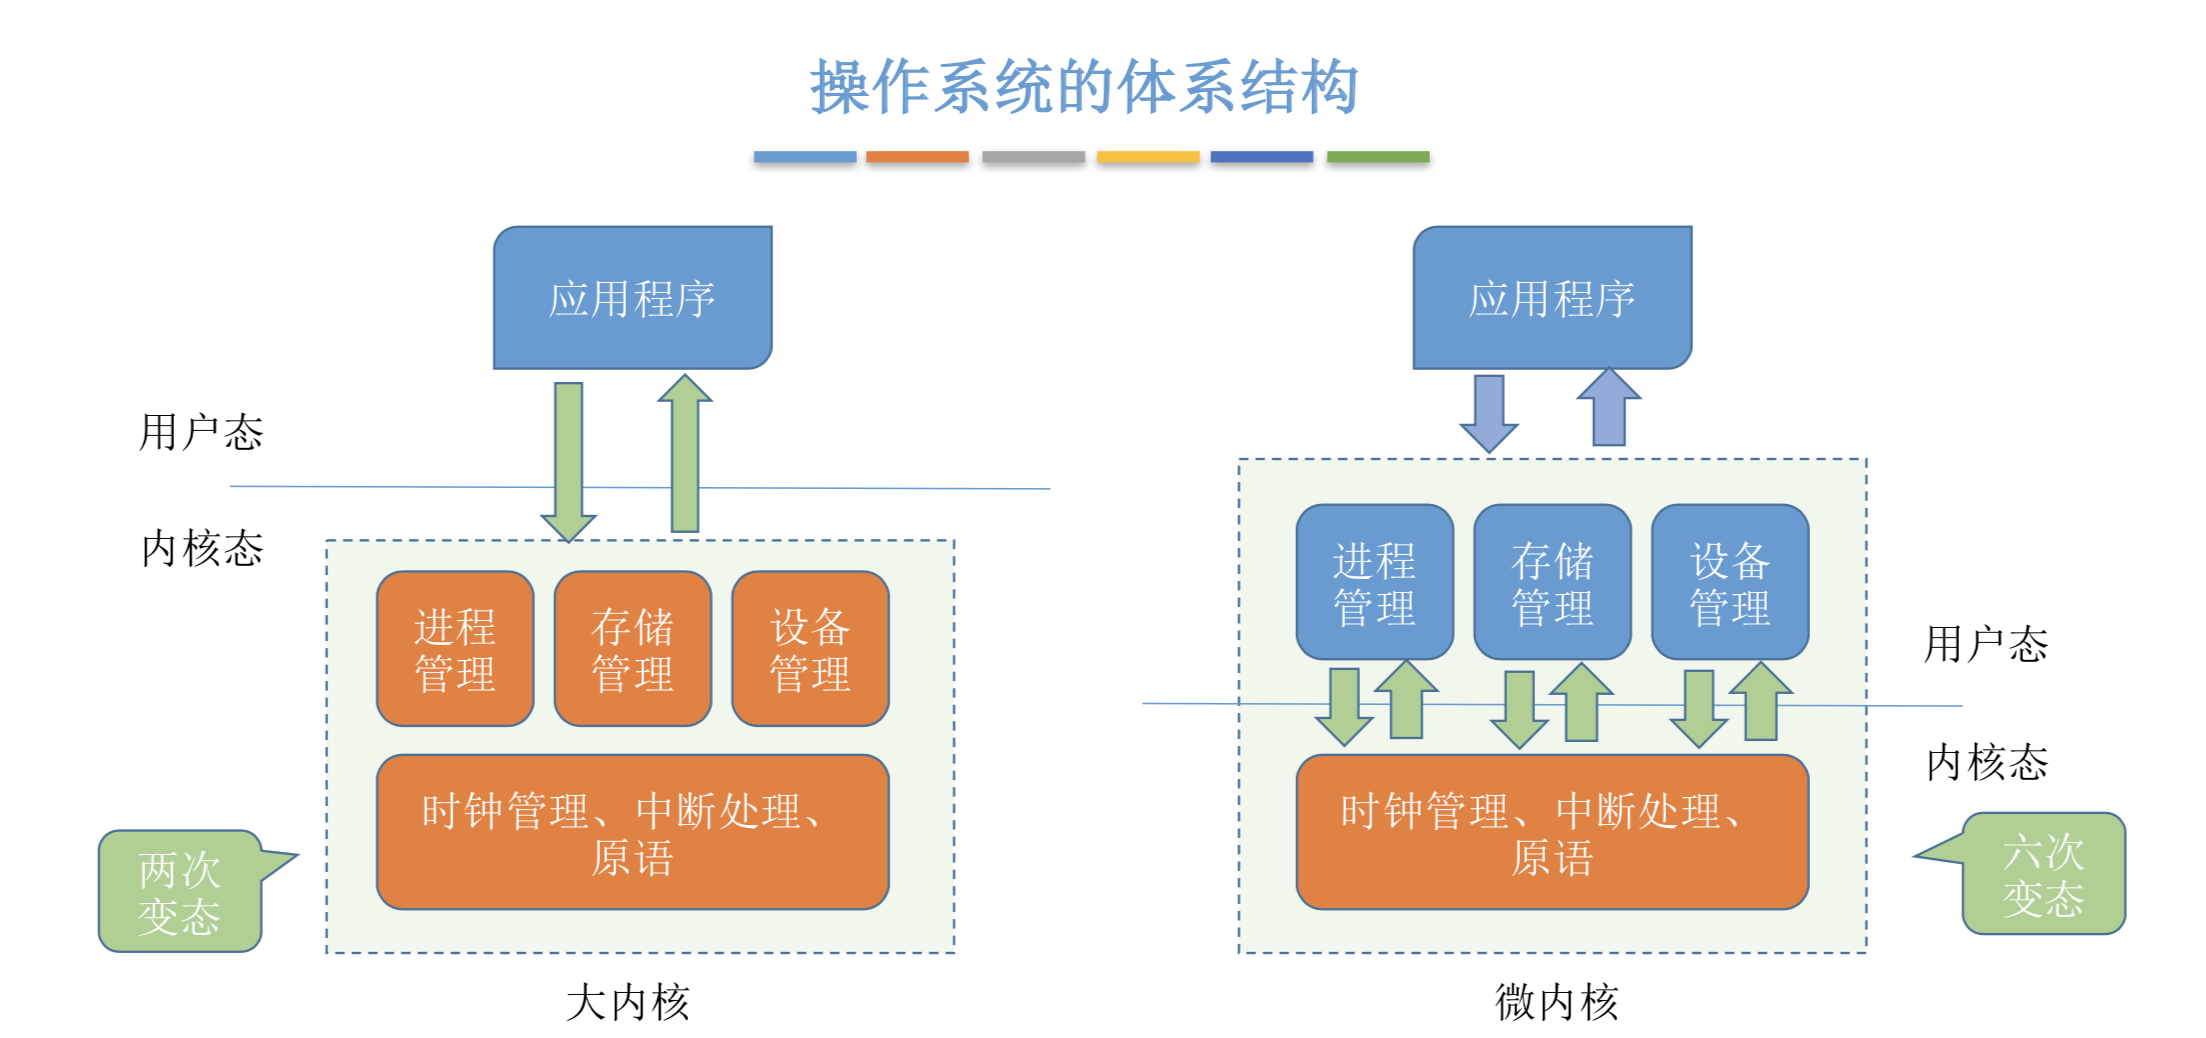 操作系统的体系结构
应用程序
用户态
内核态
进程
管理
存储
管理
设备
管理
时钟管理、中断处理、
原语
两次
变态
大内核
应用程序
进程
管理
存储
管理
设备
管理
用户态
内核态
时钟管理、中断处理、
原语
六次
变态
微内核